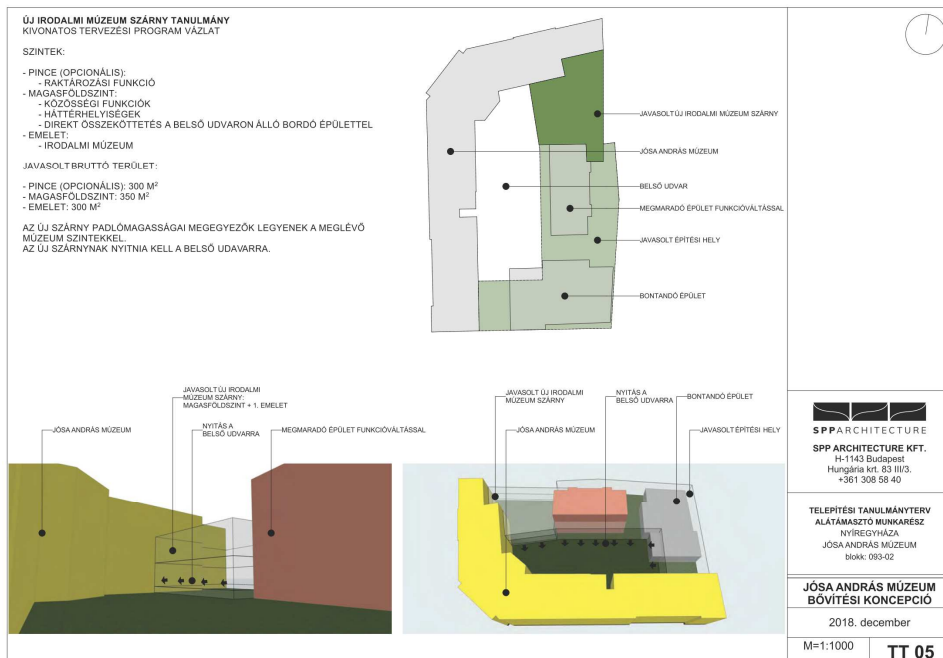 ÚJ IRODALMI MÚZEUM SZÁRNY TANULMÁNY
KIVONATOS TERVEZÉSI PROGRAM VÁZLAT
SZINTEK:
- PINCE (OPCIONÁLIS):
- RAKTÁROZÁSI FUNKCIÓ
- MAGASFÖLDSZINT:
- KÖZÖSSÉGI FUNKCIÓK
- HÁTTÉRHELYISÉGEK
- DIREKT ÖSSZEKÖTTETÉS A BELSŐ UDVARON ÁLLÓ BORDÓ ÉPÜLETTEL
- EMELET:
- IRODALMI MÚZEUM
JAVASOLT BRUTTÓ TERÜLET:
- PINCE (OPCIONÁLIS): 300 M²
- MAGASFÖLDSZINT: 350 M²
- EMELET: 300 M²
AZ ÚJ SZÁRNY PADLÓMAGASSÁGAI MEGEGYEZŐK LEGYENEK A MEGLÉVŐ
MÚZEUM SZINTEKKEL.
AZ ÚJ SZÁRNYNAK NYITNIA KELL A BELSŐ UDAVARRA.
JAVASOLT ÚJ IRODALMI MÚZEUM SZÁRNY
JÓSA ANDRÁS MÚZEUM
BELSŐ UDVAR
MEGMARADÓ ÉPÜLET FUNKCIÓVÁLTÁSSAL
JAVASOLT ÉPÍTÉSI HELY
BONTANDÓ ÉPÜLET
JAVASOLT ÚJ IRODALMI
MÚZEUM SZÁRNY:
MAGASFÖLDSZINT + 1. EMELET
JÓSA ANDRÁS MÚZEUM
NYITÁS A
BELSŐ UDVARRA
MEGMARADÓ ÉPÜLET FUNKCIÓVÁLTÁSSAL
JAVASOLT ÚJ IRODALMI
MÚZEUM SZÁRNY
NYITÁS A
BELSŐ UDVARRA
BONTANDÓ ÉPÜLET
JÓSA ANDRÁS MÚZEUM
JAVASOLT ÉPÍTÉSI HELY
SPPARCHITECTURE
SPP ARCHITECTURE KFT.
H-1143 Budapest
Hungária krt. 83 III/3.
+361 308 58 40
TELEPÍTÉSI TANULMÁNYTERV
ALÁTÁMASZTÓ MUNKARÉSZ
NYÍREGYHÁZA
JÓSA ANDRÁS MÚZEUM
blokk: 093-02
JÓSA ANDRÁS MÚZEUM
BŐVÍTÉSI KONCEPCIÓ
2018. december
M=1:1000
TT 05